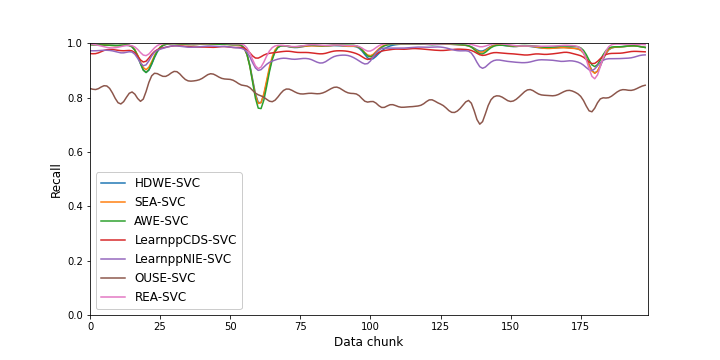 1.0
0.8
0.6
0.4
0.2
0.0
Recall
HDWE-SVC
SEA-SVC
AWE-SVC
LearnppCDS-SVC
LearnppNIE-SVC
OUSE-SVC
REA-SVC
0 25 50 75 100 125 150 175
Data chunk